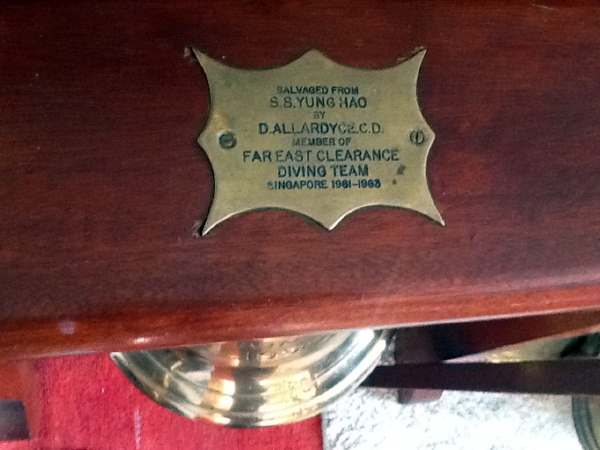 SALVAGED FROM
S.S. YUNG HAO
BY
D. ALLARDYCE. C.D.
MEMBER OF
FAR EAST CLEARANCE
DIVING TEAM
SINGAPORE 1961-1963